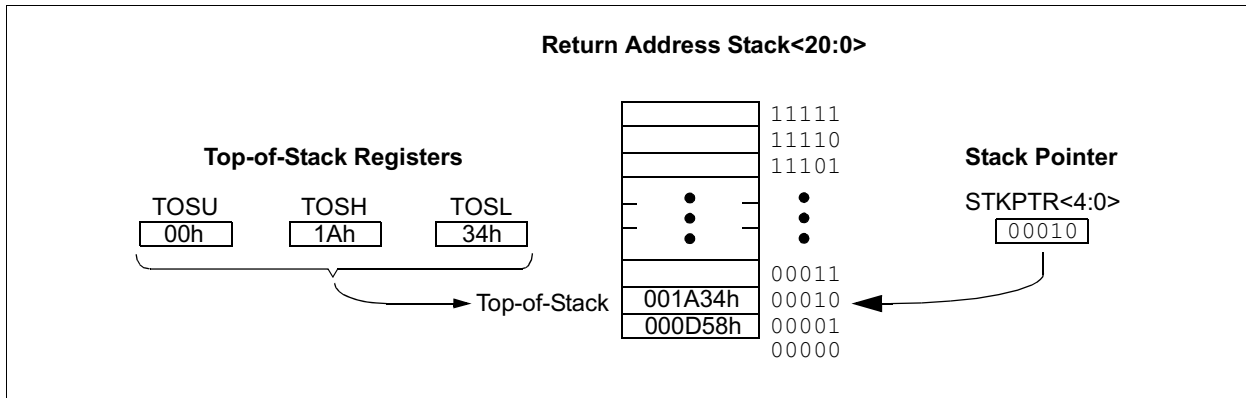 Return Address Stack<20:0>
11111
11110
Top-of-Stack Registers 11101 Stack Pointer
TOSU TOSH TOSL STKPTR<4:0>
00h 1Ah 34h 00010
00011
Top-of-Stack 001A34h 00010
000D58h 00001
00000